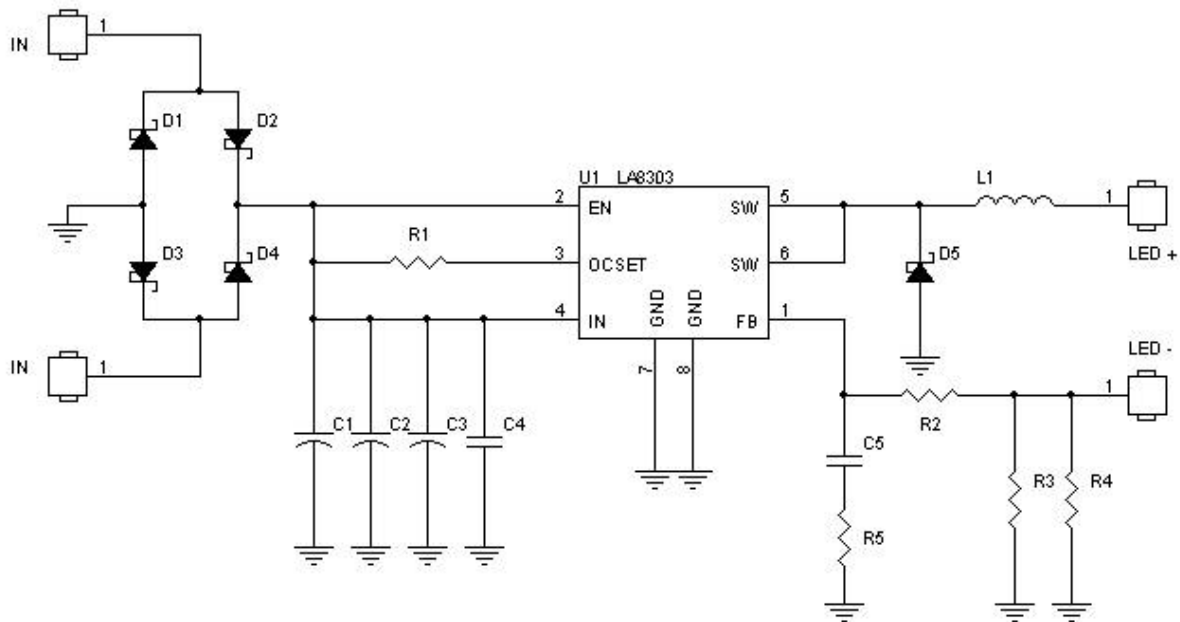 IN
1
D1
D2
D3
D4
IN
1
R1
C1
C2
C3
C4
U1 LA8303
2
EN
3
OCSET
4
IN
SW
5
SW
6
FB
1
GND
GND
7
8
L1
1
LED +
D5
LED -
1
R2
C5
R5
R3
R4